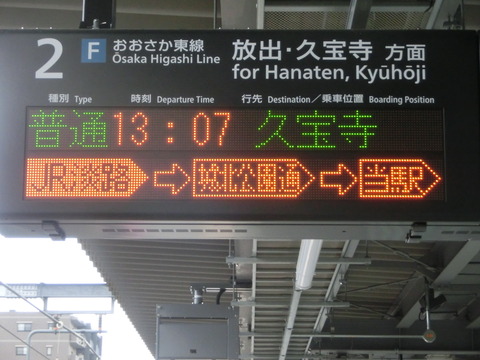 2 F おおさか東線 放出・久宝寺 方面
Ōsaka Higashi Line for Hanaten, Kyūhōji
種別 Type 時刻 Departure Time 行先 Destination／乗車位置 Boarding Position
普通 13:07 久宝寺
JR淡路 ⇨ 城北公園通 ⇨ 当駅